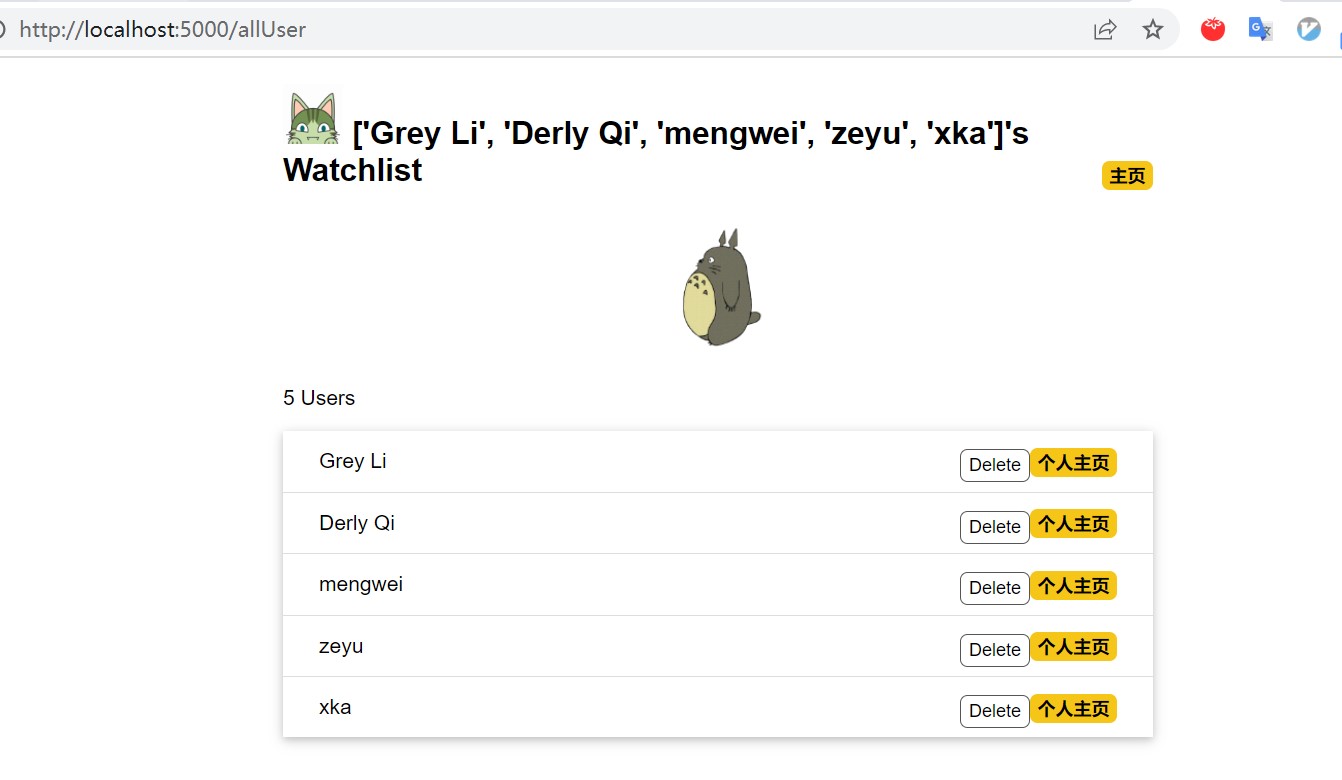 http://localhost:5000/allUser
['Grey Li', 'Derly Qi', 'mengwei', 'zeyu', 'xka']'s
Watchlist
主页
5 Users
Grey Li Delete 个人主页
Derly Qi Delete 个人主页
mengwei Delete 个人主页
zeyu Delete 个人主页
xka Delete 个人主页